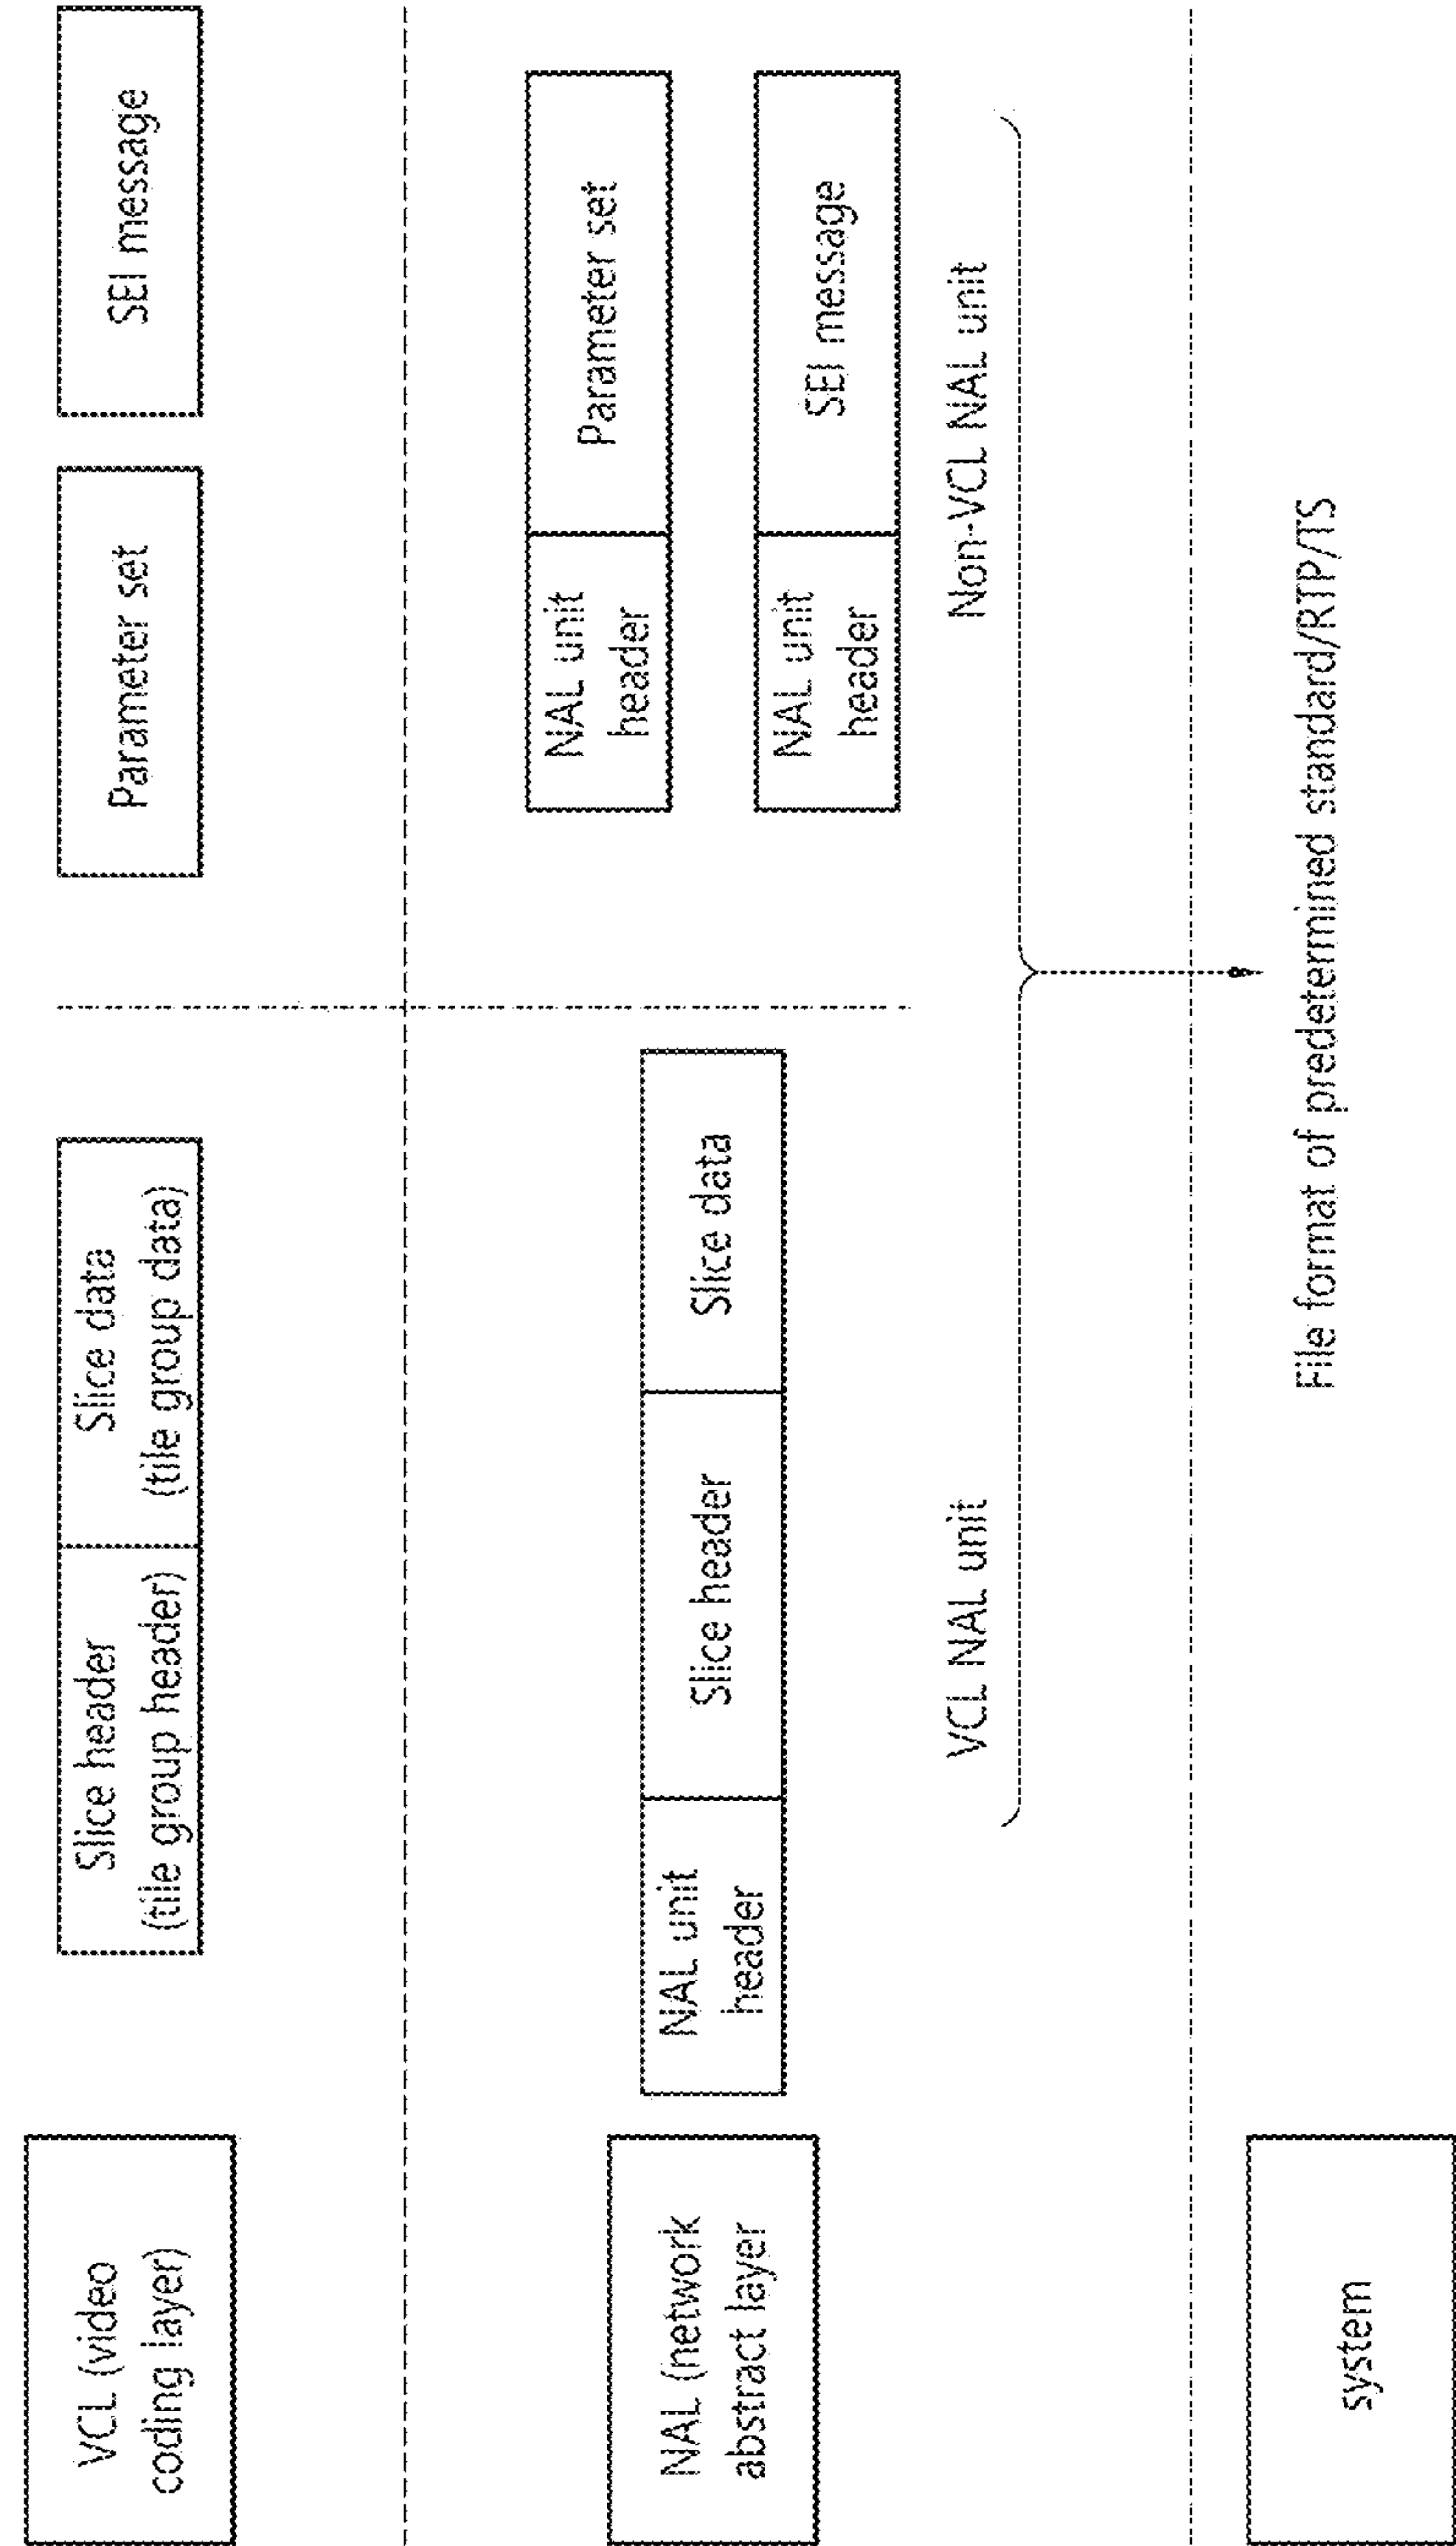 VCL (video
coding layer)
Slice header
(tile group header)
Slice data
(tile group data)
Parameter set
SEI message
NAL (network
abstract layer
NAL unit
header
Slice header
Slice data
NAL unit
header
Parameter set
NAL unit
header
SEI message
VCL NAL unit
Non-VCL NAL unit
system
File format of predetermined standard/RTP/TS